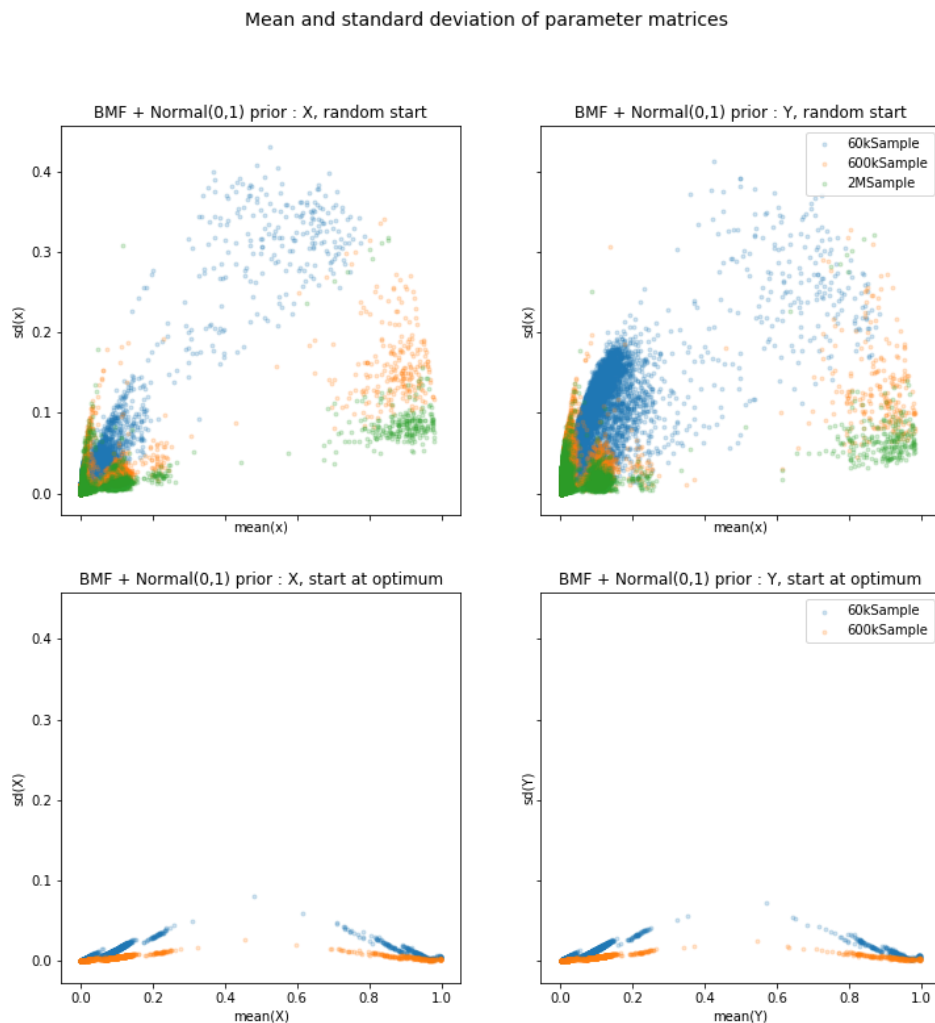 Mean and standard deviation of parameter matrices
BMF + Normal(0,1) prior : X, random start
BMF + Normal(0,1) prior : Y, random start
60kSample
600kSample
2MSample
0.4
0.3
0.2
0.1
0.0
sd(x)
sd(x)
mean(x)
mean(x)
BMF + Normal(0,1) prior : X, start at optimum
BMF + Normal(0,1) prior : Y, start at optimum
60kSample
600kSample
0.4
0.3
0.2
0.1
0.0
sd(X)
sd(Y)
0.0 0.2 0.4 0.6 0.8 1.0
0.0 0.2 0.4 0.6 0.8 1.0
mean(X)
mean(Y)